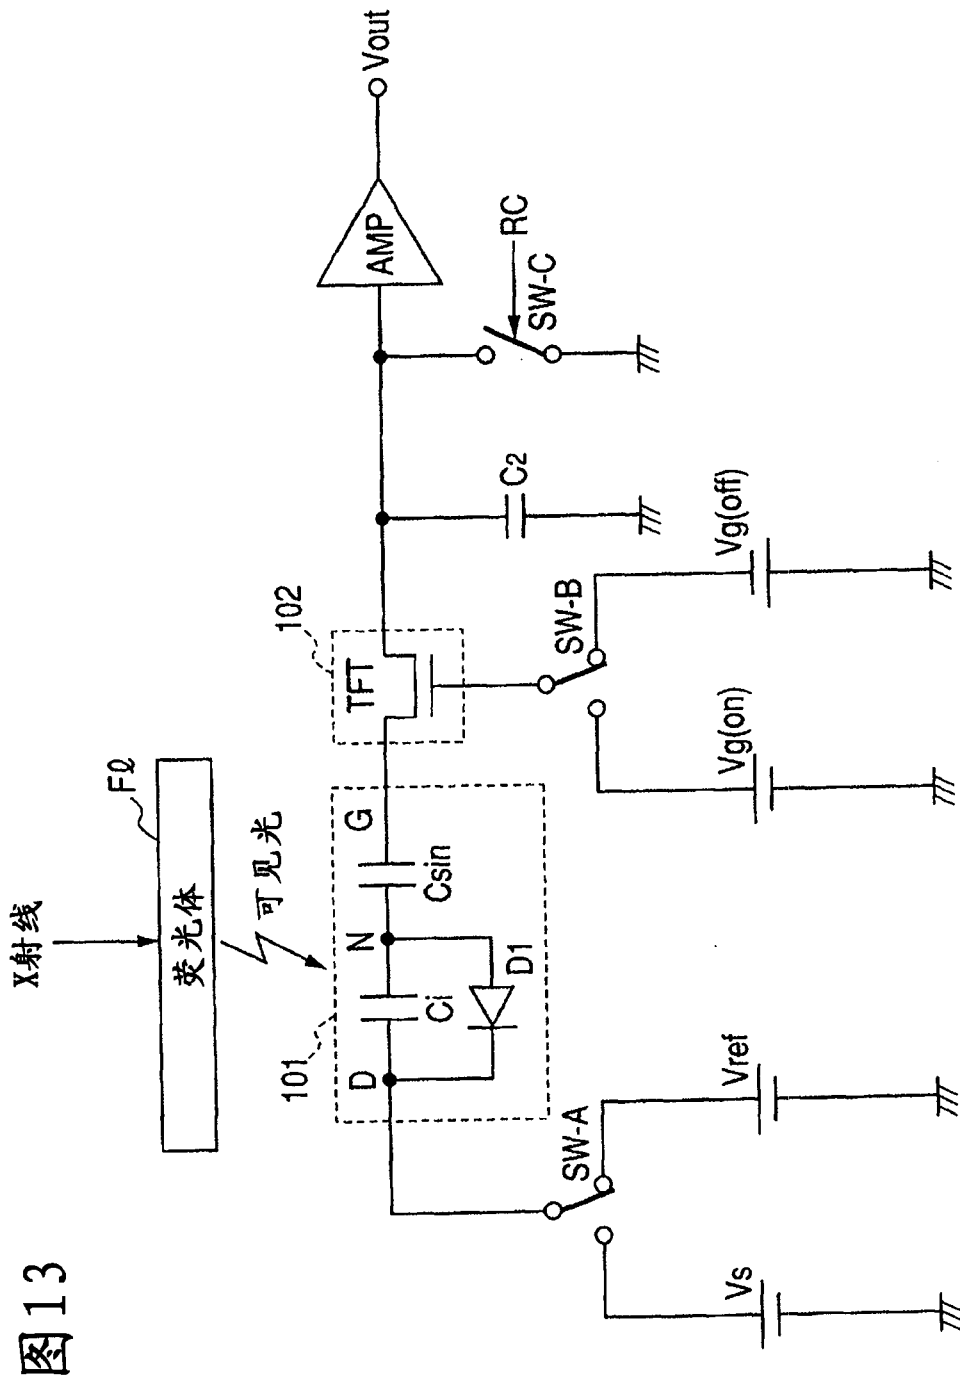 图13
X射线
荧光体
Fℓ
可见光
101
102
D
N
G
Ci
Csin
D1
TFT
AMP
Vout
C2
RC
SW-C
SW-A
SW-B
Vs
Vref
Vg(on)
Vg(off)